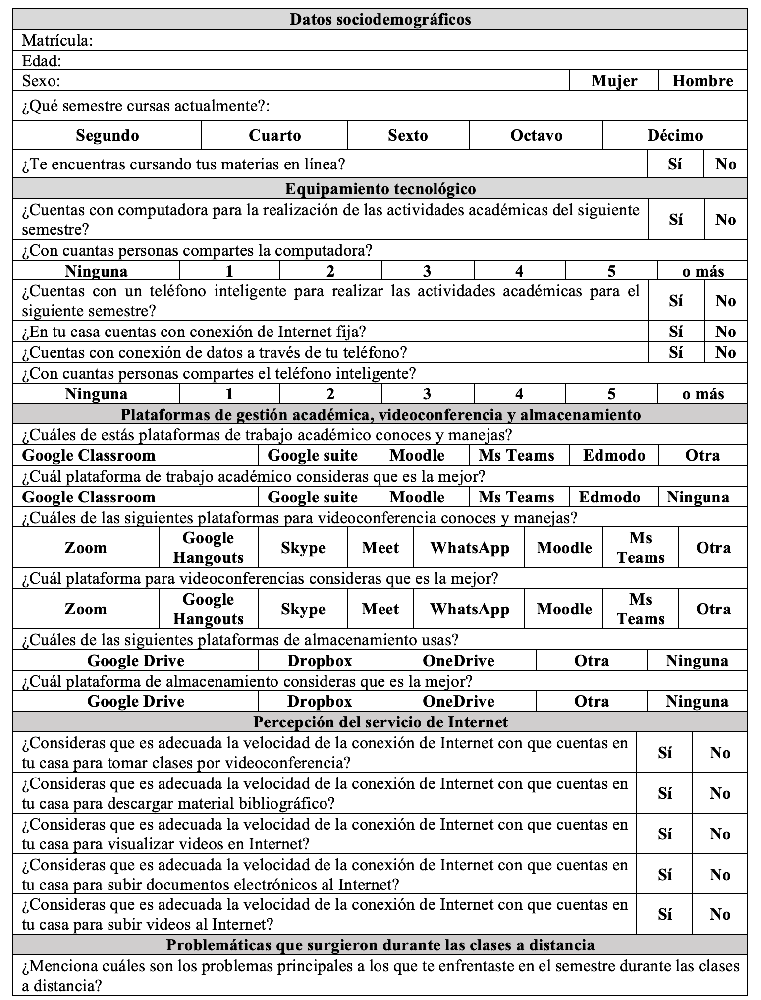 Datos sociodemográficos
Matrícula:
Edad:
Sexo: Mujer Hombre
¿Qué semestre cursas actualmente?:
Segundo Cuarto Sexto Octavo Décimo
¿Te encuentras cursando tus materias en línea? Sí No
Equipamiento tecnológico
¿Cuentas con computadora para la realización de las actividades académicas del siguiente
semestre?
Sí No
¿Con cuantas personas compartes la computadora?
Ninguna 1 2 3 4 5 o más
¿Cuentas con un teléfono inteligente para realizar las actividades académicas para el
siguiente semestre?
Sí No
¿En tu casa cuentas con conexión de Internet fija? Sí No
¿Cuentas con conexión de datos a través de tu teléfono? Sí No
¿Con cuantas personas compartes el teléfono inteligente?
Ninguna 1 2 3 4 5 o más
Plataformas de gestión académica, videoconferencia y almacenamiento
¿Cuáles de estás plataformas de trabajo académico conoces y manejas?
Google Classroom Google suite Moodle Ms Teams Edmodo Otra
¿Cuál plataforma de trabajo académico consideras que es la mejor?
Google Classroom Google suite Moodle Ms Teams Edmodo Ninguna
¿Cuáles de las siguientes plataformas para videoconferencia conoces y manejas?
Zoom Google Hangouts Skype Meet WhatsApp Moodle Ms Teams Otra
¿Cuál plataforma para videoconferencias consideras que es la mejor?
Zoom Google Hangouts Skype Meet WhatsApp Moodle Ms Teams Otra
¿Cuáles de las siguientes plataformas de almacenamiento usas?
Google Drive Dropbox OneDrive Otra Ninguna
¿Cuál plataforma de almacenamiento consideras que es la mejor?
Google Drive Dropbox OneDrive Otra Ninguna
Percepción del servicio de Internet
¿Consideras que es adecuada la velocidad de la conexión de Internet con que cuentas en
tu casa para tomar clases por videoconferencia?
Sí No
¿Consideras que es adecuada la velocidad de la conexión de Internet con que cuentas en
tu casa para descargar material bibliográfico?
Sí No
¿Consideras que es adecuada la velocidad de la conexión de Internet con que cuentas en
tu casa para visualizar videos en Internet?
Sí No
¿Consideras que es adecuada la velocidad de la conexión de Internet con que cuentas en
tu casa para subir documentos electrónicos al Internet?
Sí No
¿Consideras que es adecuada la velocidad de la conexión de Internet con que cuentas en
tu casa para subir videos al Internet?
Sí No
Problemáticas que surgieron durante las clases a distancia
¿Menciona cuáles son los problemas principales a los que te enfrentaste en el semestre durante las clases
a distancia?